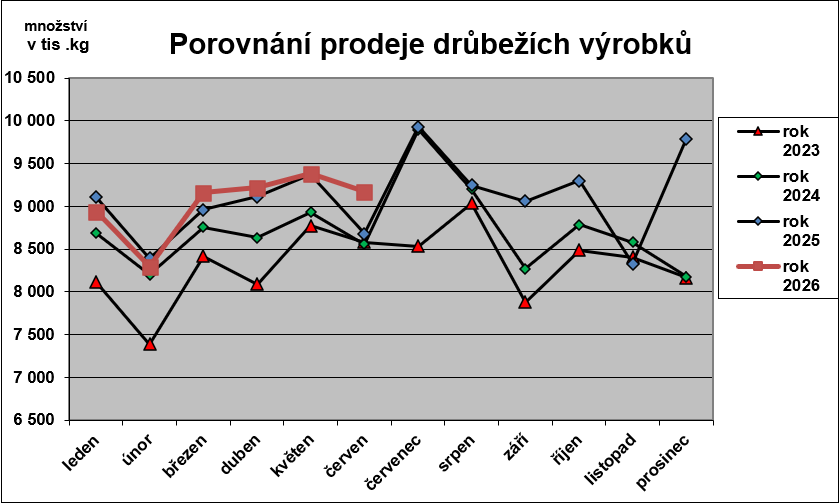 množství
v tis .kg
Porovnání prodeje drůbežích výrobků
10 500
10 000
9 500
9 000
8 500
8 000
7 500
7 000
6 500
leden
únor
březen
duben
květen
červen
červenec
srpen
září
říjen
listopad
prosinec
rok
2023
rok
2024
rok
2025
rok
2026